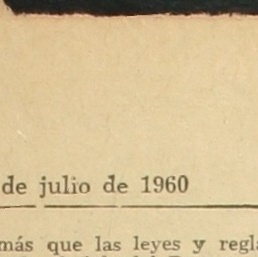 de julio de 1960
más que las leyes y regla